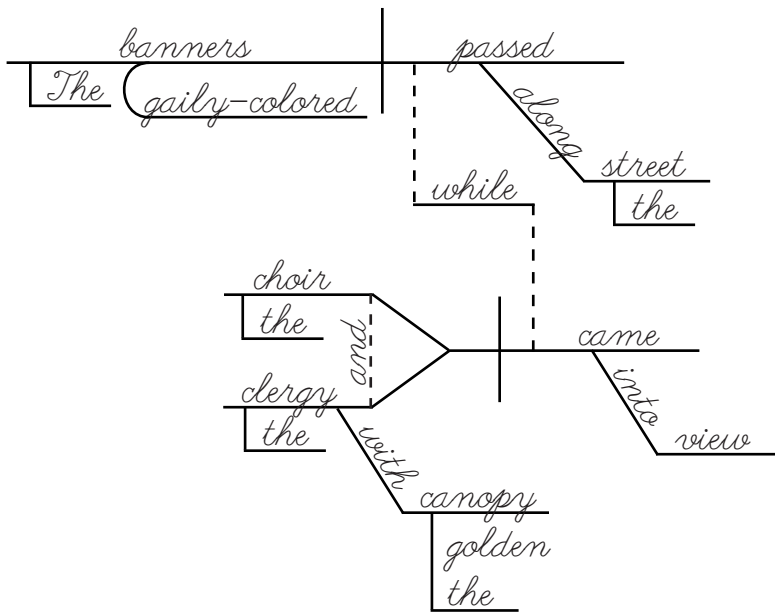 banners passed
The gaily-colored along
street
while the
choir
the and came
clergy into
the with view
canopy
golden
the